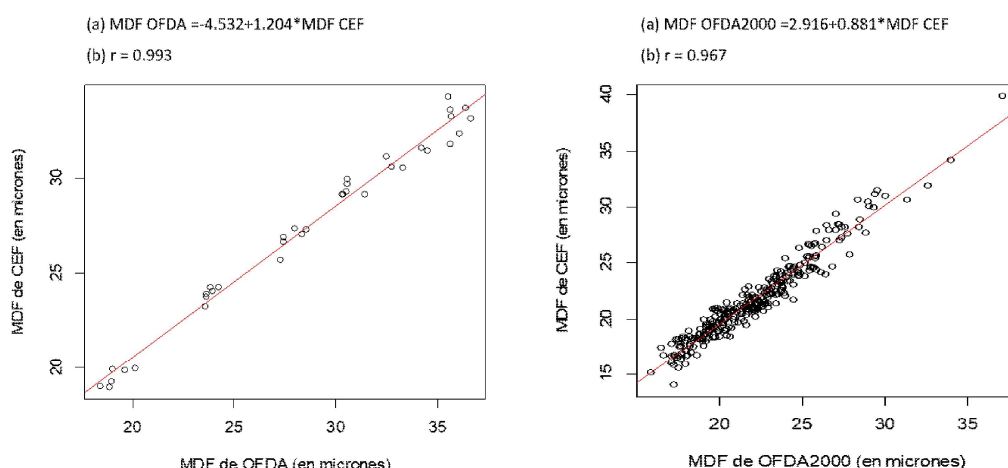 (a) MDF OFDA =-4.532+1.204*MDF CEF
(b) r = 0.993
MDF de CEF (en micrones)
30
25
20
20
25
30
35
MDF de OFDA (en micrones)
(a) MDF OFDA2000 =2.916+0.881*MDF CEF
(b) r = 0.967
MDF de CEF (en micrones)
40
35
30
25
20
15
20
25
30
35
MDF de OFDA2000 (en micrones)